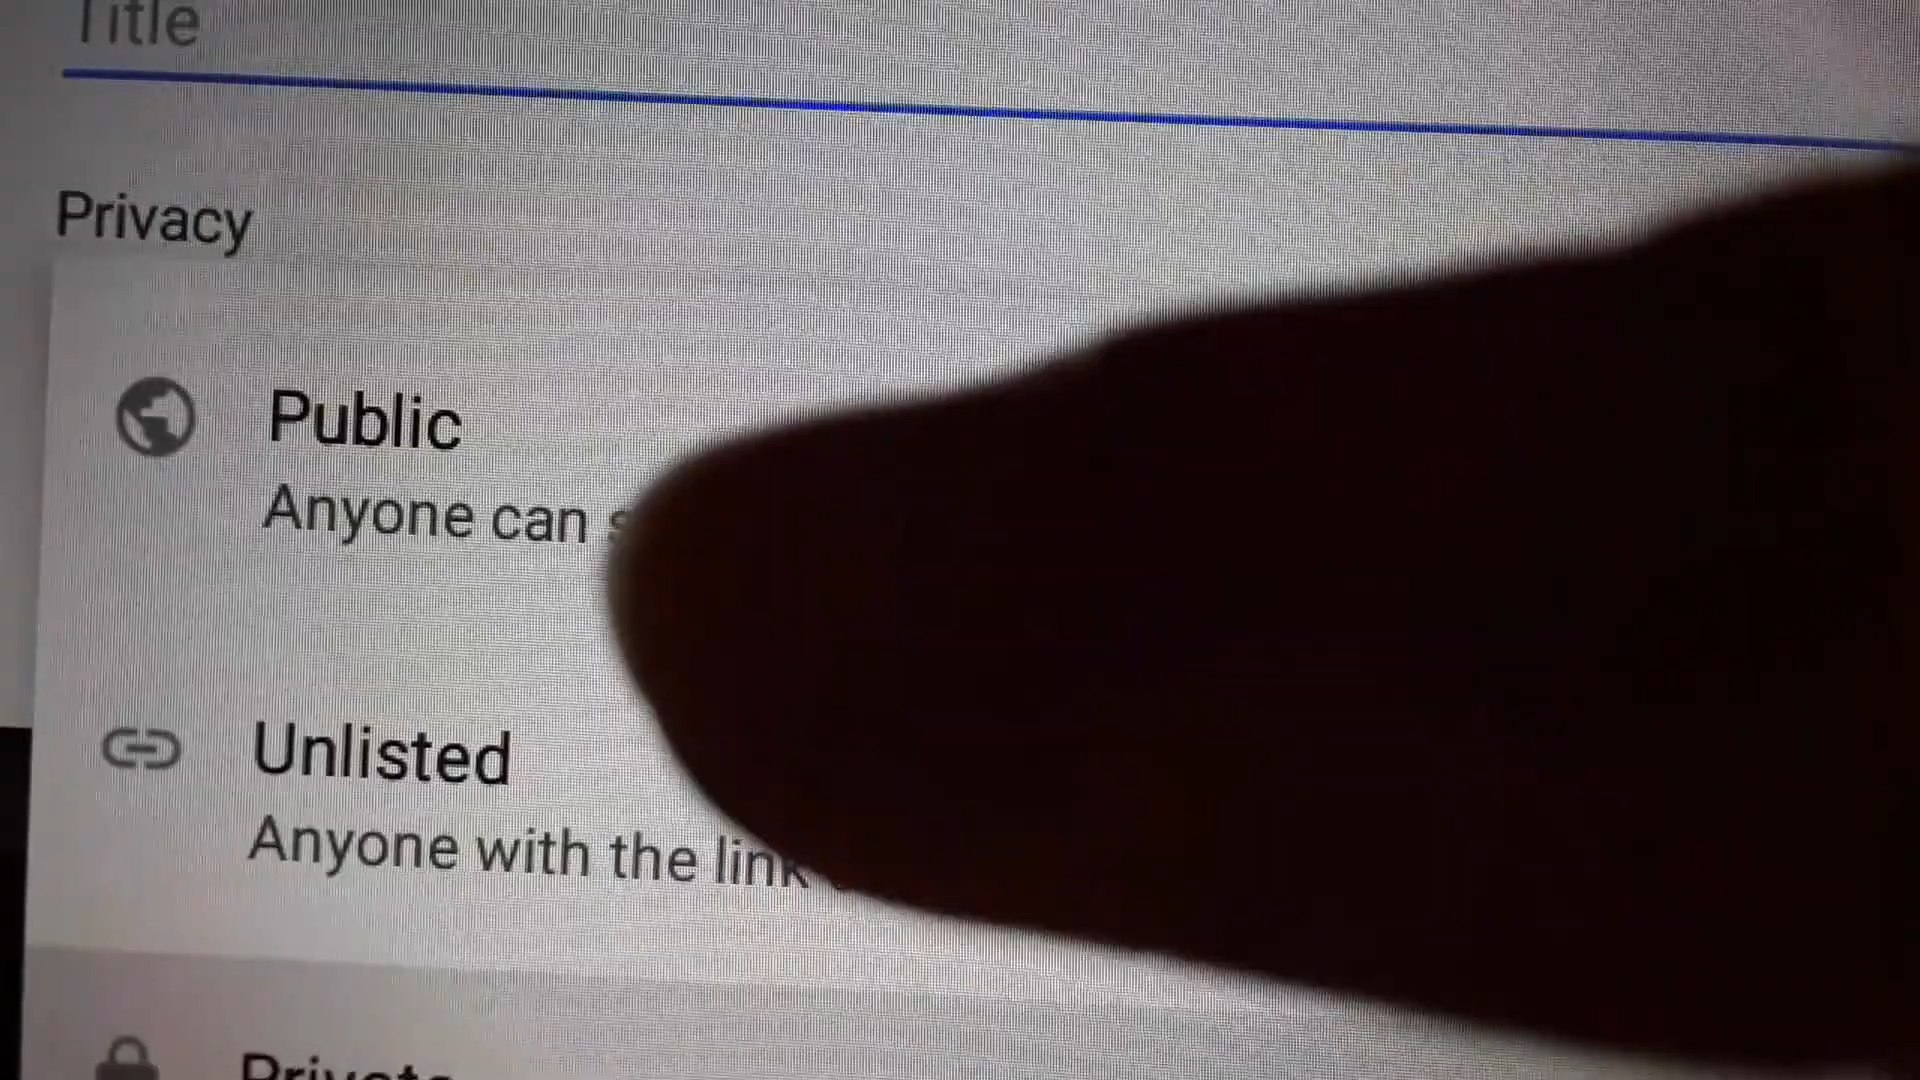 Title
Privacy
Public
Anyone can
Unlisted
Anyone with the link
Private